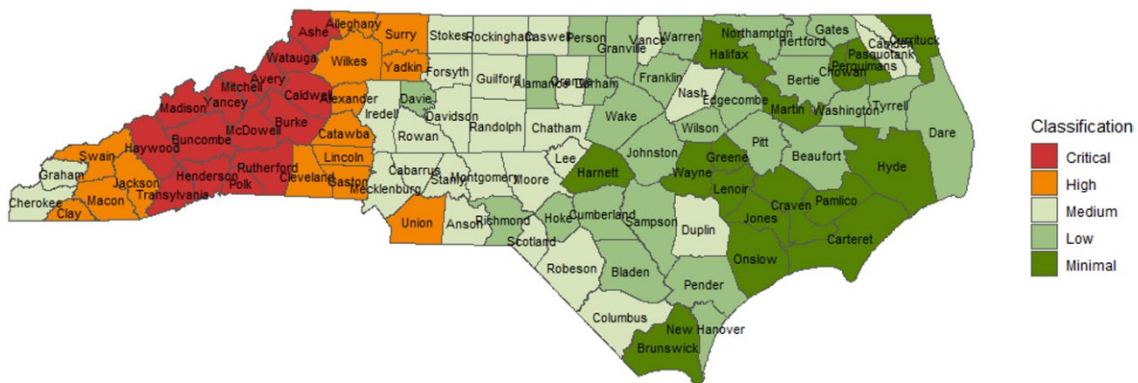 Ashe
Alleghany
Surry
Stokes
Rockingham
Caswell
Person
Granville
Vance
Warren
Northampton
Gates
Hertford
Camden
Currituck
Pasquotank
Perquimans
Chowan
Bertie
Halifax
Watauga
Wilkes
Yadkin
Forsyth
Guilford
Alamance
Orange
Durham
Franklin
Nash
Edgecombe
Martin
Washington
Tyrrell
Dare
Mitchell
Avery
Caldwell
Alexander
Davie
Iredell
Davidson
Randolph
Chatham
Wake
Wilson
Pitt
Beaufort
Hyde
Madison
Yancey
Burke
Catawba
Rowan
Johnston
Greene
Wayne
Lenoir
Craven
Pamlico
Jones
Carteret
Buncombe
McDowell
Haywood
Swain
Lincoln
Lee
Harnett
Graham
Jackson
Henderson
Rutherford
Polk
Cleveland
Gaston
Cabarrus
Stanly
Montgomery
Moore
Mecklenburg
Transylvania
Cherokee
Macon
Clay
Union
Anson
Richmond
Hoke
Cumberland
Sampson
Duplin
Onslow
Scotland
Robeson
Bladen
Pender
Columbus
New Hanover
Brunswick
Classification
Critical
High
Medium
Low
Minimal